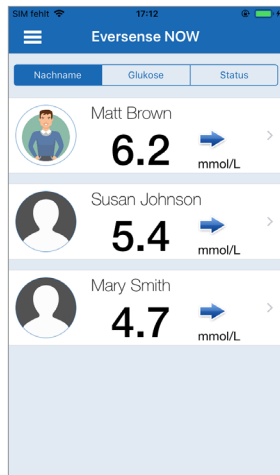 SIM fehlt 17:12
Eversense NOW
Nachname Glukose Status
Matt Brown
6.2 mmol/L
Susan Johnson
5.4 mmol/L
Mary Smith
4.7 mmol/L